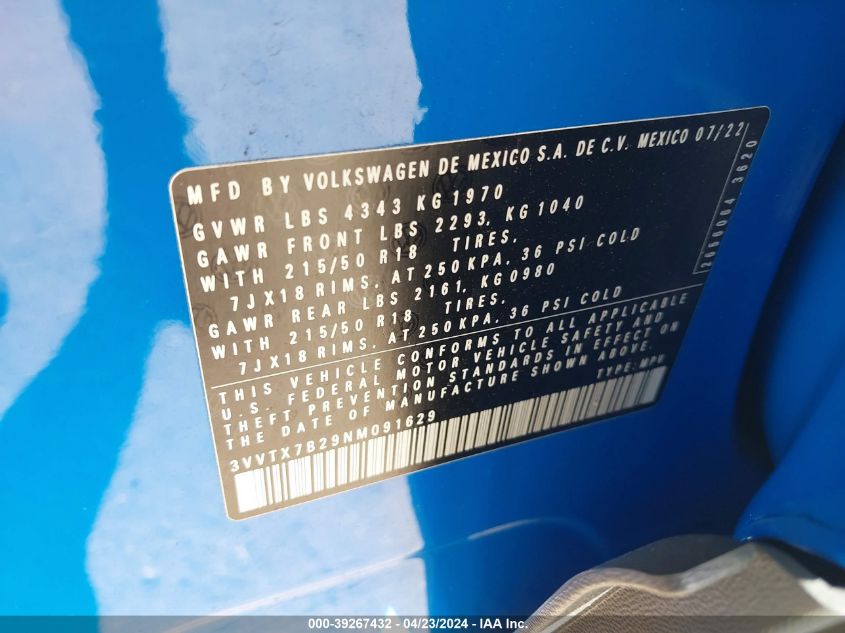 MFD BY VOLKSWAGEN DE MEXICO S.A. DE C.V. MEXICO 07/22
GVWR LBS 4343 KG 1970
GAWR FRONT LBS 2293, KG 1040
WITH 215/50 R18 TIRES,
7JX18 RIMS, AT 250 KPA, 36 PSI COLD
GAWR REAR LBS 2161, KG 0980
WITH 215/50 R18 TIRES,
7JX18 RIMS, AT 250 KPA, 36 PSI COLD
THIS VEHICLE CONFORMS TO ALL APPLICABLE
U.S. FEDERAL MOTOR VEHICLE SAFETY AND
THEFT PREVENTION STANDARDS IN EFFECT ON
THE DATE OF MANUFACTURE SHOWN ABOVE.
TYPE: MPV
3VVTX7B29NM091629
2656004 3620
000-39267432 - 04/23/2024 - IAA Inc.